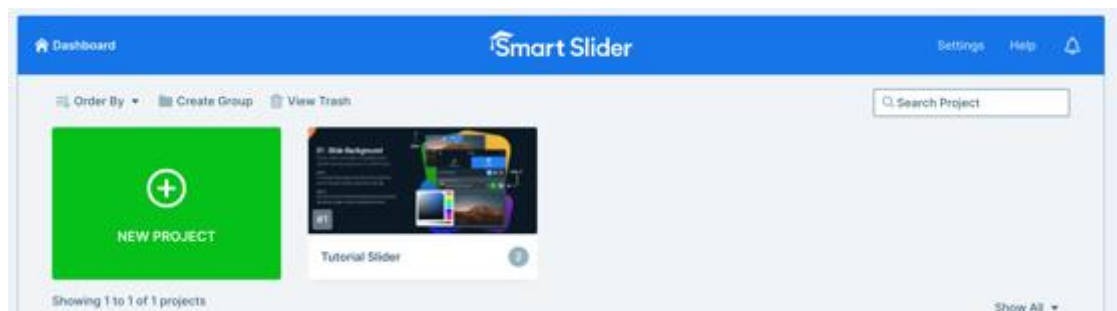 Dashboard
Smart Slider
Settings Help
Order By Create Group View Trash
Search Project
NEW PROJECT
#1
Tutorial Slider
Showing 1 to 1 of 1 projects
Show All